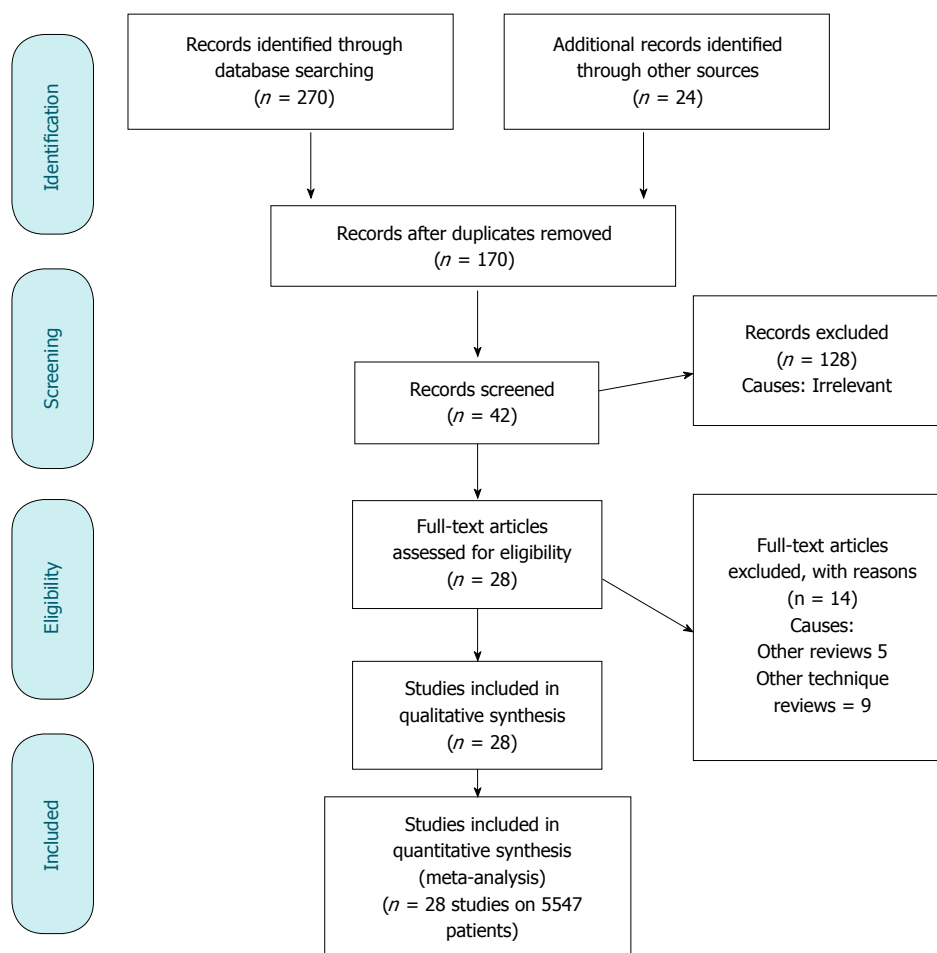 Identification
Records identified through
database searching
(n = 270)
Additional records identified
through other sources
(n = 24)
Records after duplicates removed
(n = 170)
Screening
Records screened
(n = 42)
Records excluded
(n = 128)
Causes: Irrelevant
Eligibility
Full-text articles
assessed for eligibility
(n = 28)
Full-text articles
excluded, with reasons
(n = 14)
Causes:
Other reviews 5
Other technique
reviews = 9
Studies included in
qualitative synthesis
(n = 28)
Included
Studies included in
quantitative synthesis
(meta-analysis)
(n = 28 studies on 5547
patients)